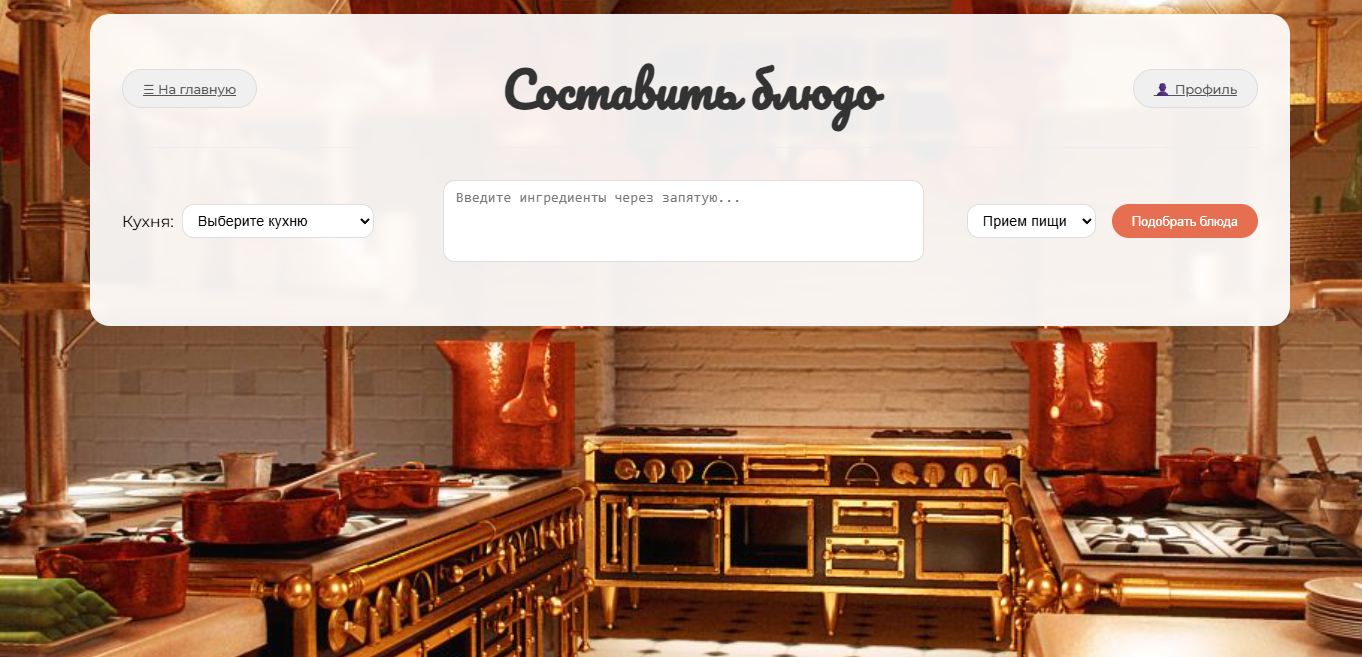 ☰ На главную
Составить блюдо
👤 Профиль
Кухня:
Выберите кухню
Введите ингредиенты через запятую...
Прием пищи
Подобрать блюда